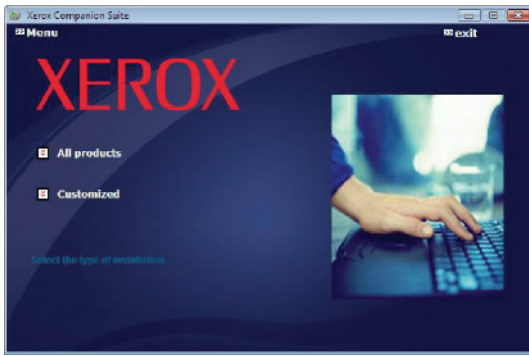 Xerox Companion Suite
Menu
exit
XEROX
All products
Customized
Select the type of installation.